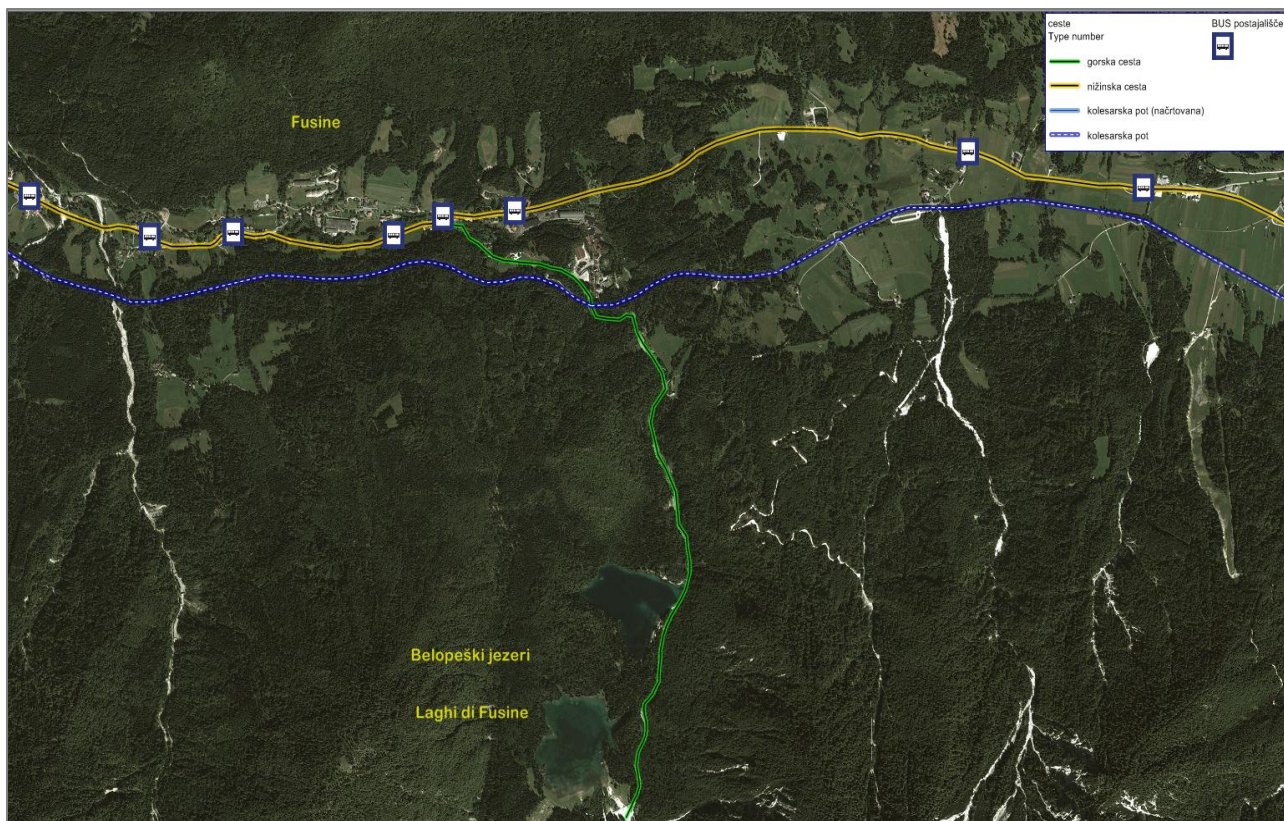 ceste
Type number
gorska cesta
nižinska cesta
kolesarska pot (načrtovana)
kolesarska pot
BUS postajališče
Fusine
Belopeški jezeri
Laghi di Fusine